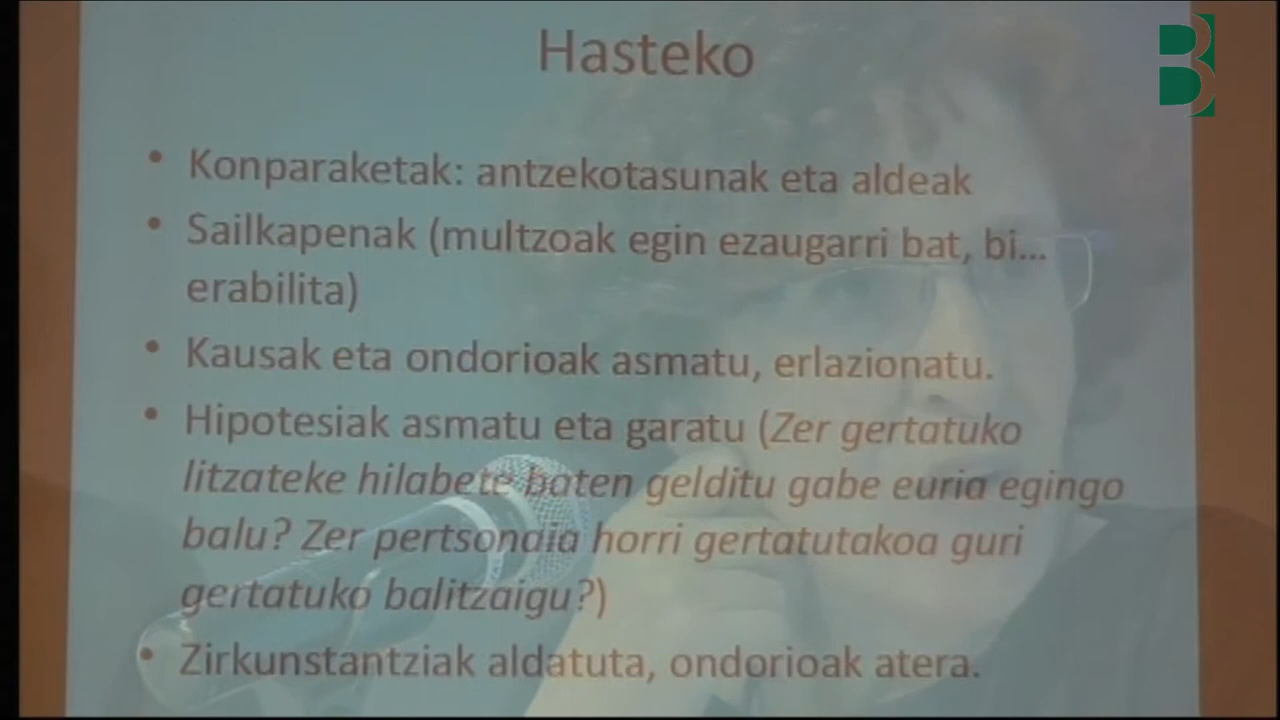 Hasteko
• Konparaketak: antzekotasunak eta aldeak
• Sailkapenak (multzoak egin ezaugarri bat, bi...
erabilita)
• Kausak eta ondorioak asmatu, erlazionatu.
• Hipotesiak asmatu eta garatu (Zer gertatuko
litzateke hilabete baten gelditu gabe euria egingo
balu? Zer pertsonaia horri gertatutakoa guri
gertatuko balitzaigu?)
• Zirkunstantziak aldatuta, ondorioak atera.
B